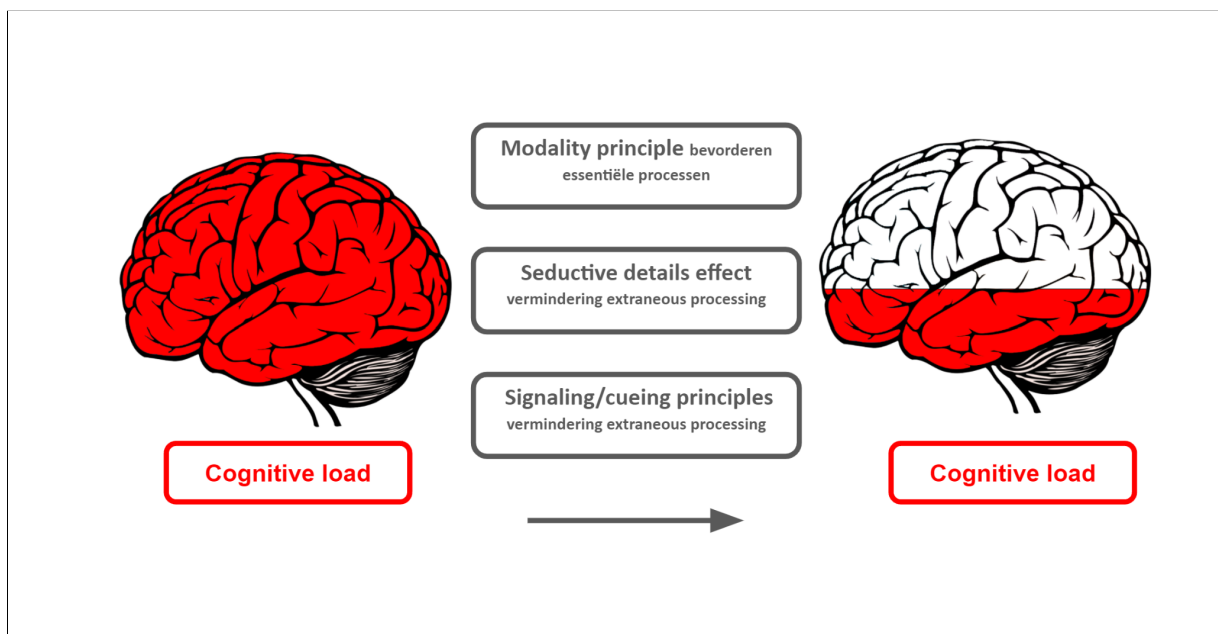 Modality principle bevorderen
essentiële processen
Seductive details effect
vermindering extraneous processing
Signaling/cueing principles
vermindering extraneous processing
Cognitive load
Cognitive load